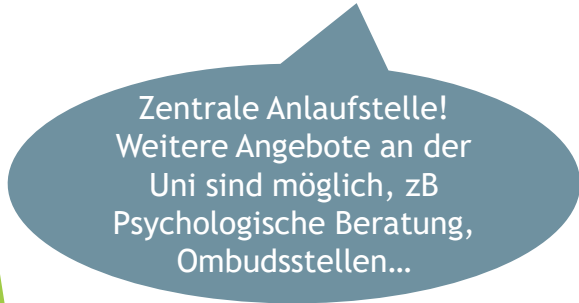 Zentrale Anlaufstelle!
Weitere Angebote an der
Uni sind möglich, zB
Psychologische Beratung,
Ombudsstellen…